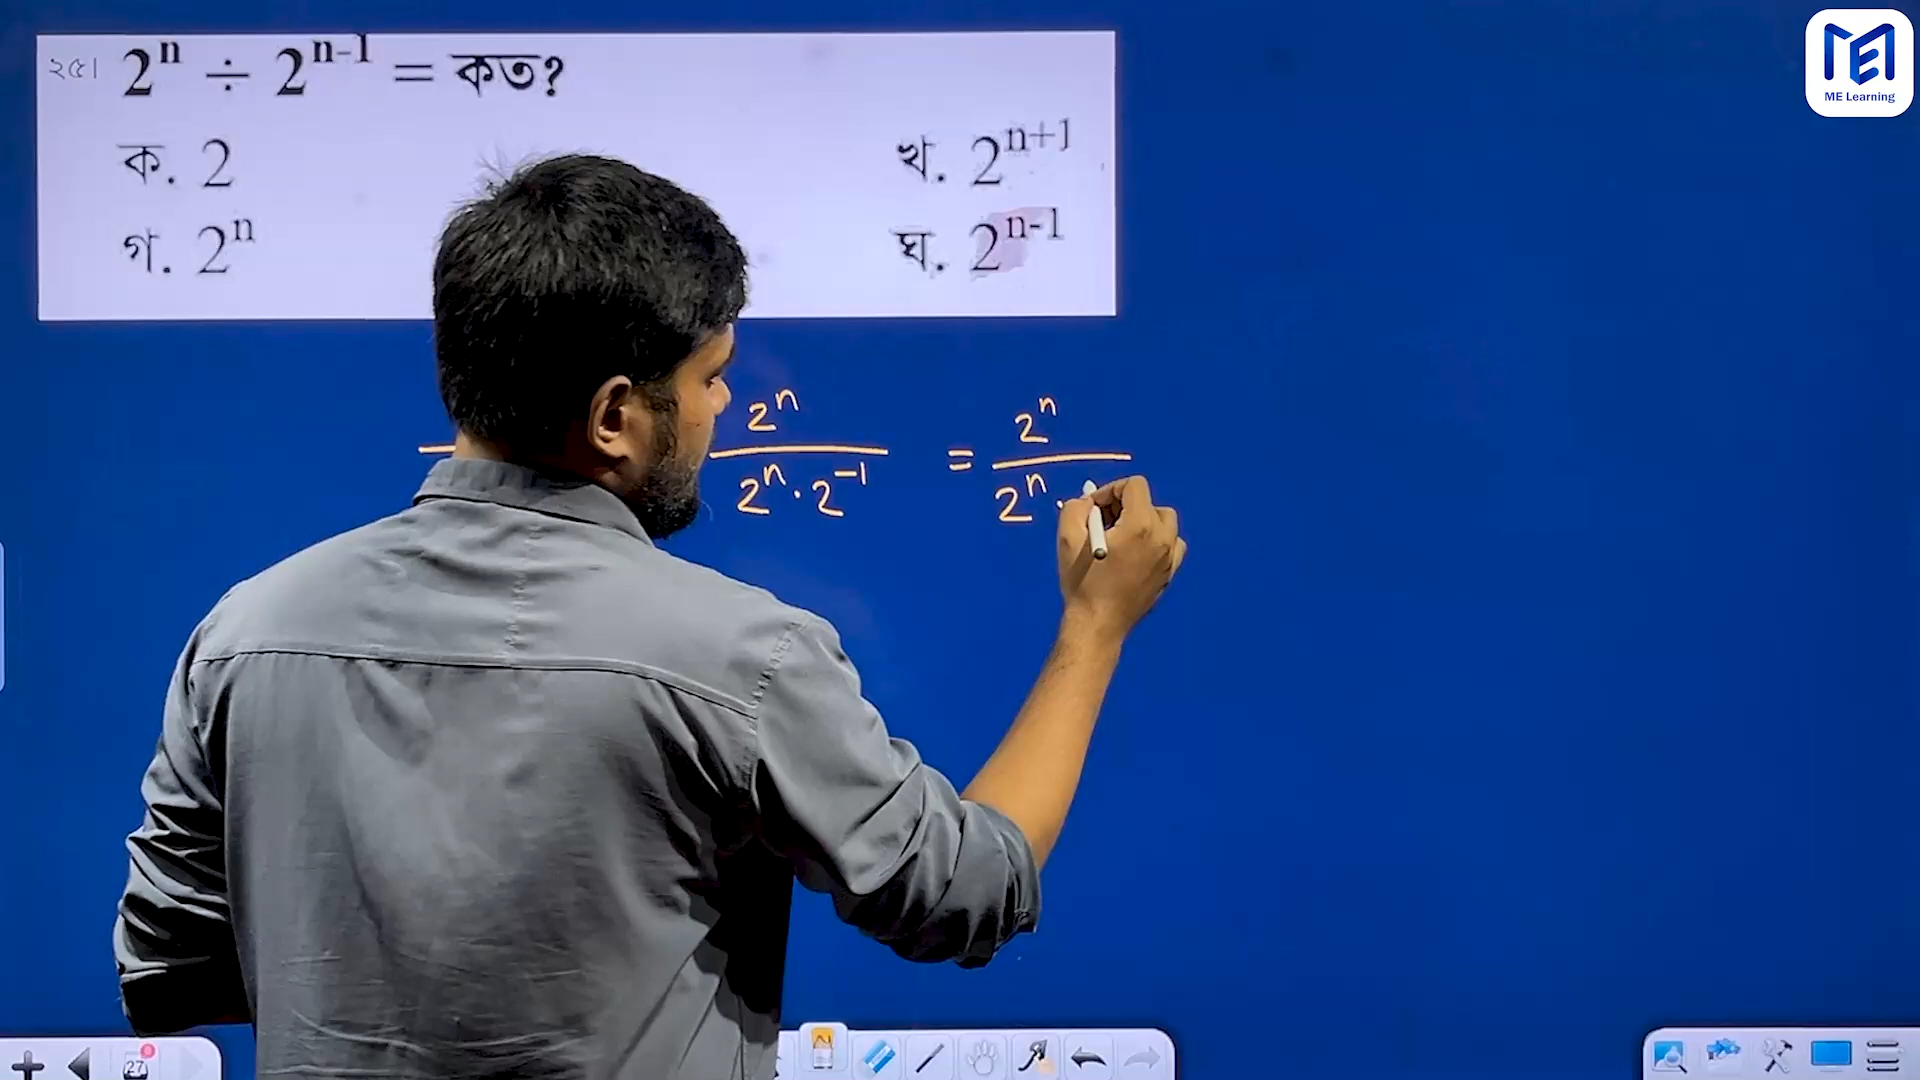 ২৫। 2ⁿ ÷ 2ⁿ⁻¹ = কত?
ক. 2 খ. 2ⁿ⁺¹
গ. 2ⁿ ঘ. 2ⁿ⁻¹
2ⁿ / 2ⁿ · 2⁻¹ = 2ⁿ / 2ⁿ ·
ME Learning
27